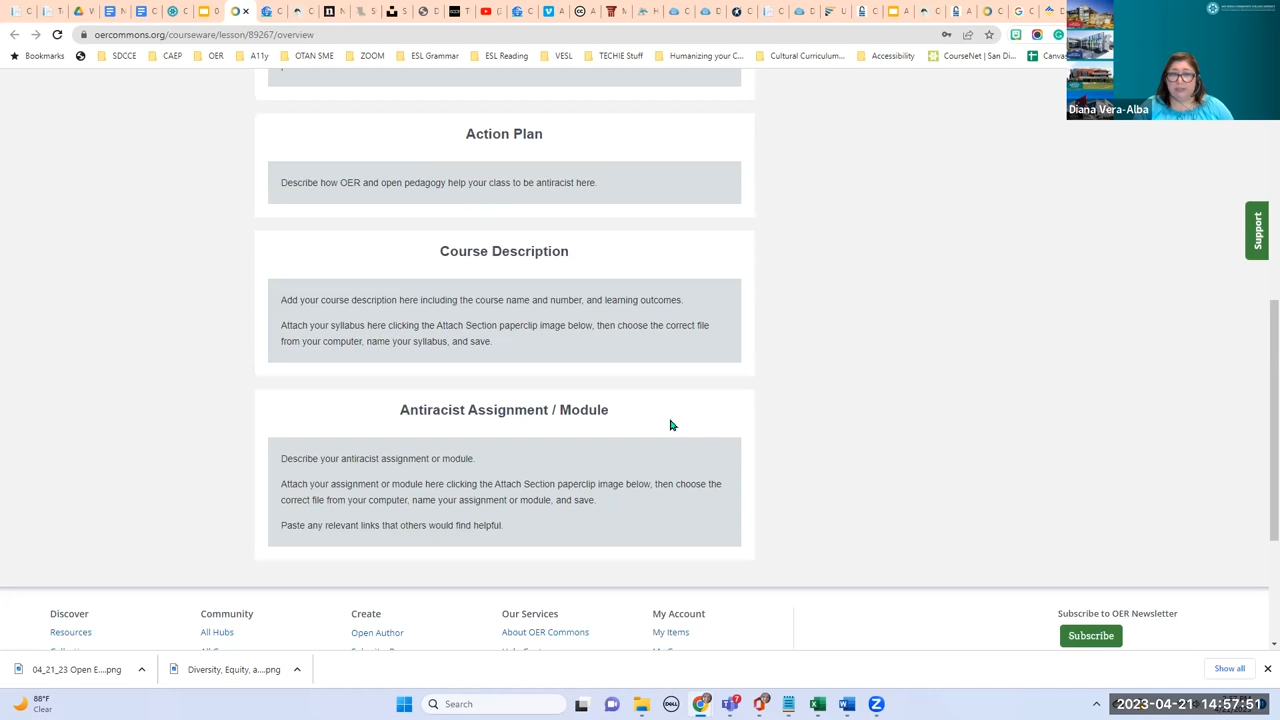 oercommons.org/courseware/lesson/89267/overview
Bookmarks SDCCE CAEP OER A11y Grammar ESL Reading VESL Humanizing your C... Cultural Curriculum... Accessibility CourseNet | San Di... Canvas
Diana Vera-Alba
Support
Action Plan
Describe how OER and open pedagogy help your class to be antiracist here.
Course Description
Add your course description here including the course name and number, and learning outcomes.
Attach your syllabus here clicking the Attach Section paperclip image below, then choose the correct file
from your computer, name your syllabus, and save.
Antiracist Assignment / Module
Describe your antiracist assignment or module.
Attach your assignment or module here clicking the Attach Section paperclip image below, then choose the
correct file from your computer, name your assignment or module, and save.
Paste any relevant links that others would find helpful.
Discover Community Create Our Services My Account Subscribe to OER Newsletter
Resources All Hubs Open Author About OER Commons My Items Subscribe
04_21_23 Open E....png Diversity, Equity, a....png Show all
88°F
Clear
Search
2023-04-21 14:57:51